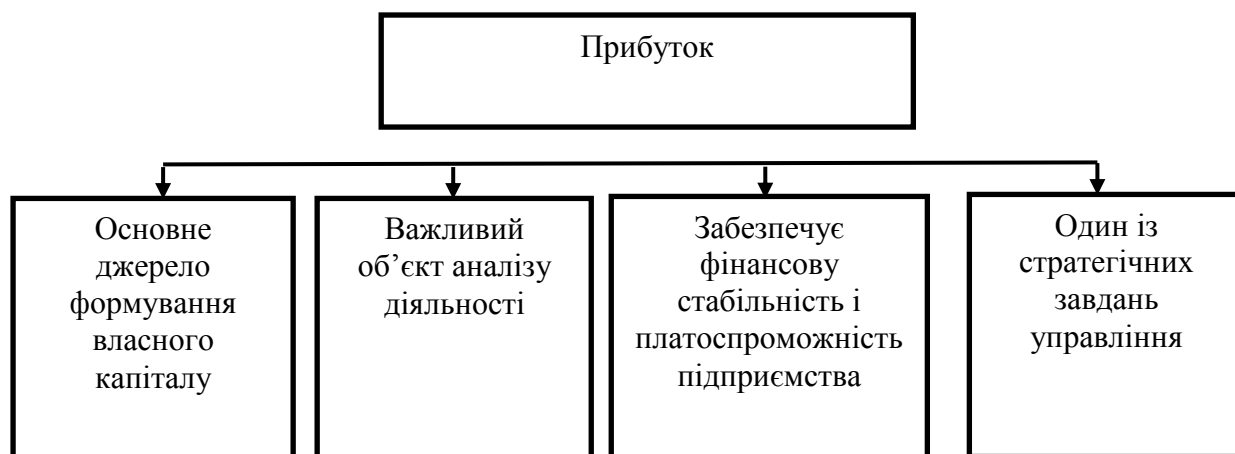 Прибуток
Основне
джерело
формування
власного
капіталу
Важливий
об’єкт аналізу
діяльності
Забезпечує
фінансову
стабільність і
платоспроможність
підприємства
Один із
стратегічних
завдань
управління